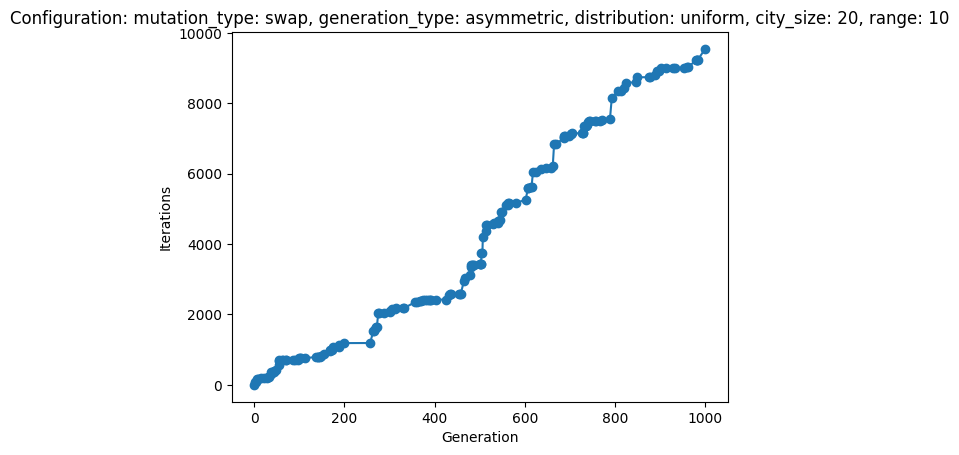 Configuration: mutation_type: swap, generation_type: asymmetric, distribution: uniform, city_size: 20, range: 10
10000
8000
6000
4000
2000
0
Iterations
0 200 400 600 800 1000
Generation